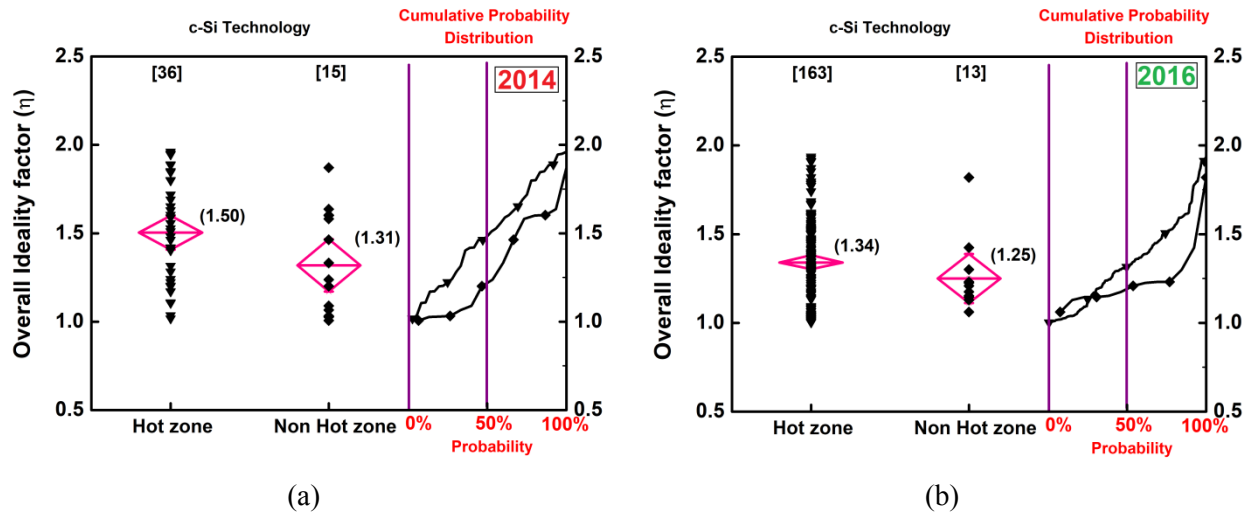 c-Si Technology
Cumulative Probability
Distribution
2.5
2.0
1.5
1.0
0.5
Overall Ideality factor (η)
[36]
[15]
2014
(1.50)
(1.31)
2.5
2.0
1.5
1.0
0.5
Hot zone
Non Hot zone
0%
50%
100%
Probability
(a)
c-Si Technology
Cumulative Probability
Distribution
2.5
2.0
1.5
1.0
0.5
Overall Ideality factor (η)
[163]
[13]
2016
(1.34)
(1.25)
2.5
2.0
1.5
1.0
0.5
Hot zone
Non Hot zone
0%
50%
100%
Probability
(b)